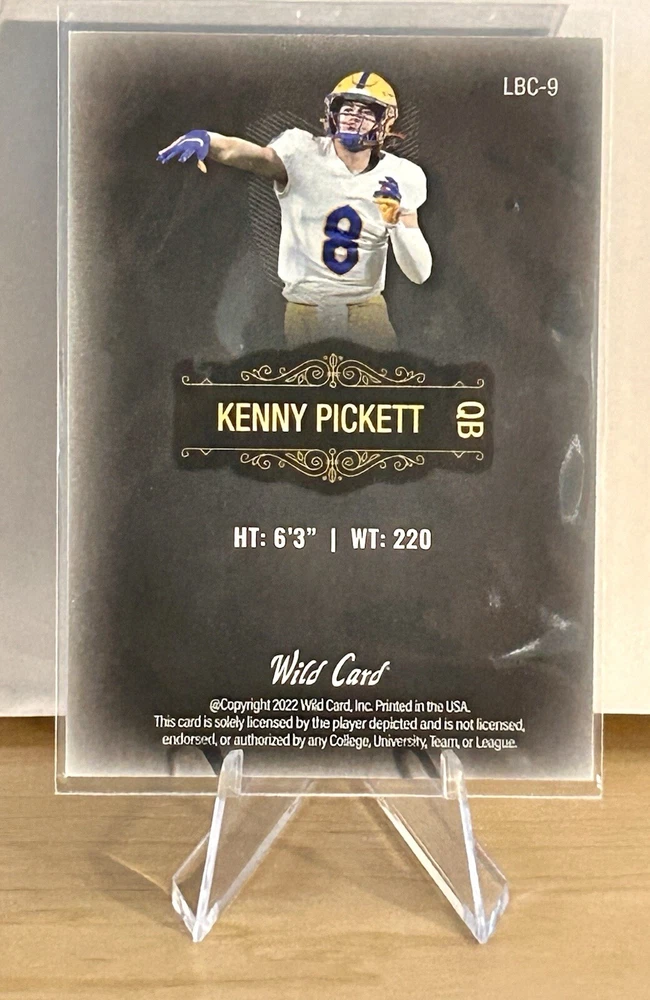 LBC-9
8
KENNY PICKETT
QB
HT: 6'3" | WT: 220
Wild Card
@Copyright 2022 Wild Card, Inc. Printed in the USA.
This card is solely licensed by the player depicted and is not licensed,
endorsed, or authorized by any College, University, Team, or League.